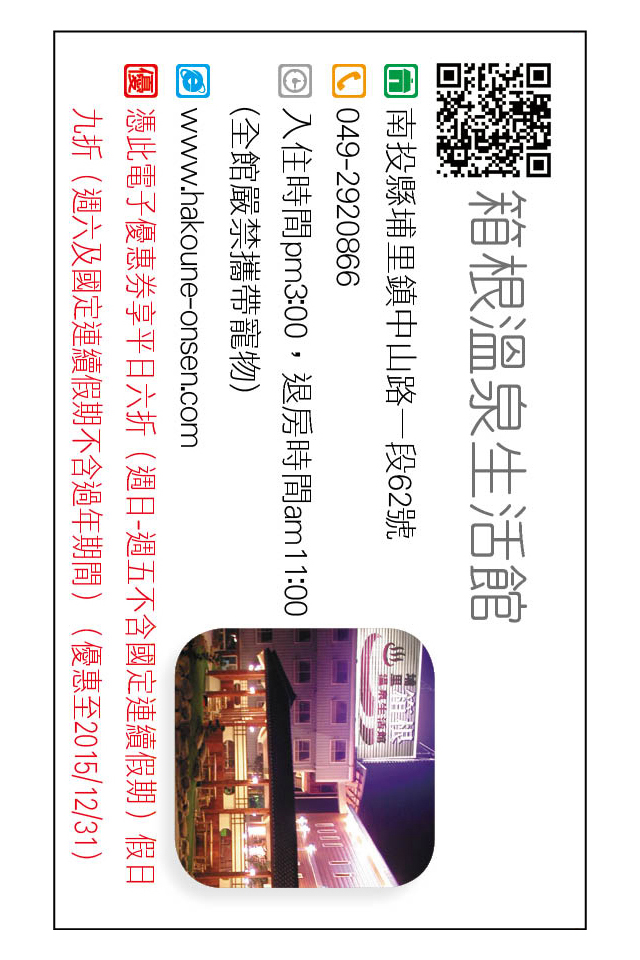 箱根溫泉生活館
南投縣埔里鎮中山路一段62號
049-2920866
入住時間pm3:00，退房時間am11:00
(全館嚴禁攜帶寵物)
www.hakoune-onsen.com
優
憑此電子優惠券享平日六折（週日-週五不含國定連續假期）假日
九折（週六及國定連續假期不含過年期間）（優惠至2015/12/31）
埔里
箱根
溫泉生活館